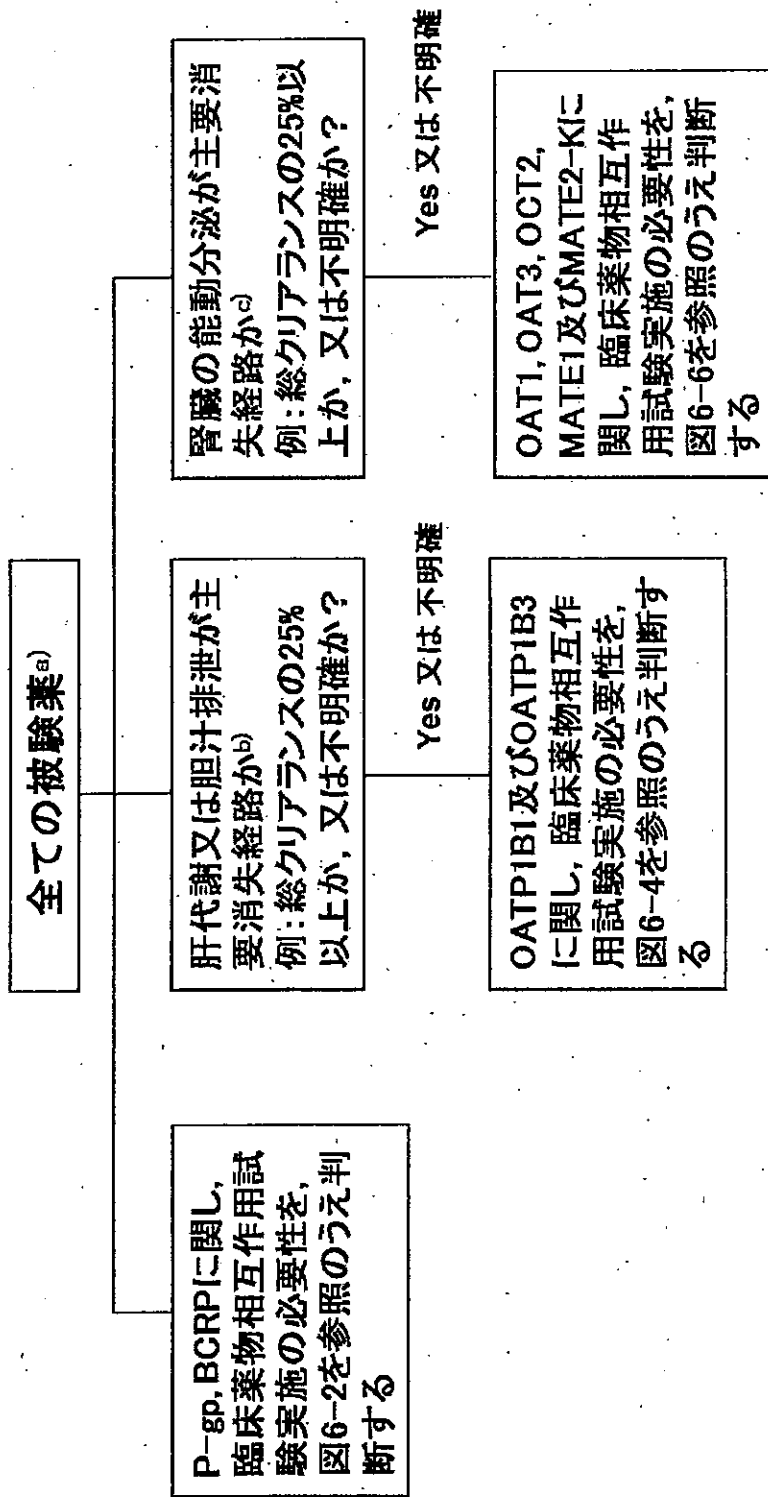 全ての被験薬a)
P-gp, BCRPに関し,
臨床薬物相互作用試
験実施の必要性を,
図6-2を参照のうえ判
断する
肝代謝又は胆汁排泄が主
要消失経路かb)
例:総クリアランスの25%
以上か, 又は不明確か?
Yes 又は不明確
OATP1B1及びOATP1B3
に関し, 臨床薬物相互作
用試験実施の必要性を,
図6-4を参照のうえ判断す
る
腎臓の能動分泌が主要消
失経路かc)
例:総クリアランスの25%以
上か, 又は不明確か?
Yes 又は不明確
OAT1, OAT3, OCT2,
MATE1及びMATE2-Kに
関し, 臨床薬物相互作
用試験実施の必要性を,
図6-6を参照のうえ判断
する